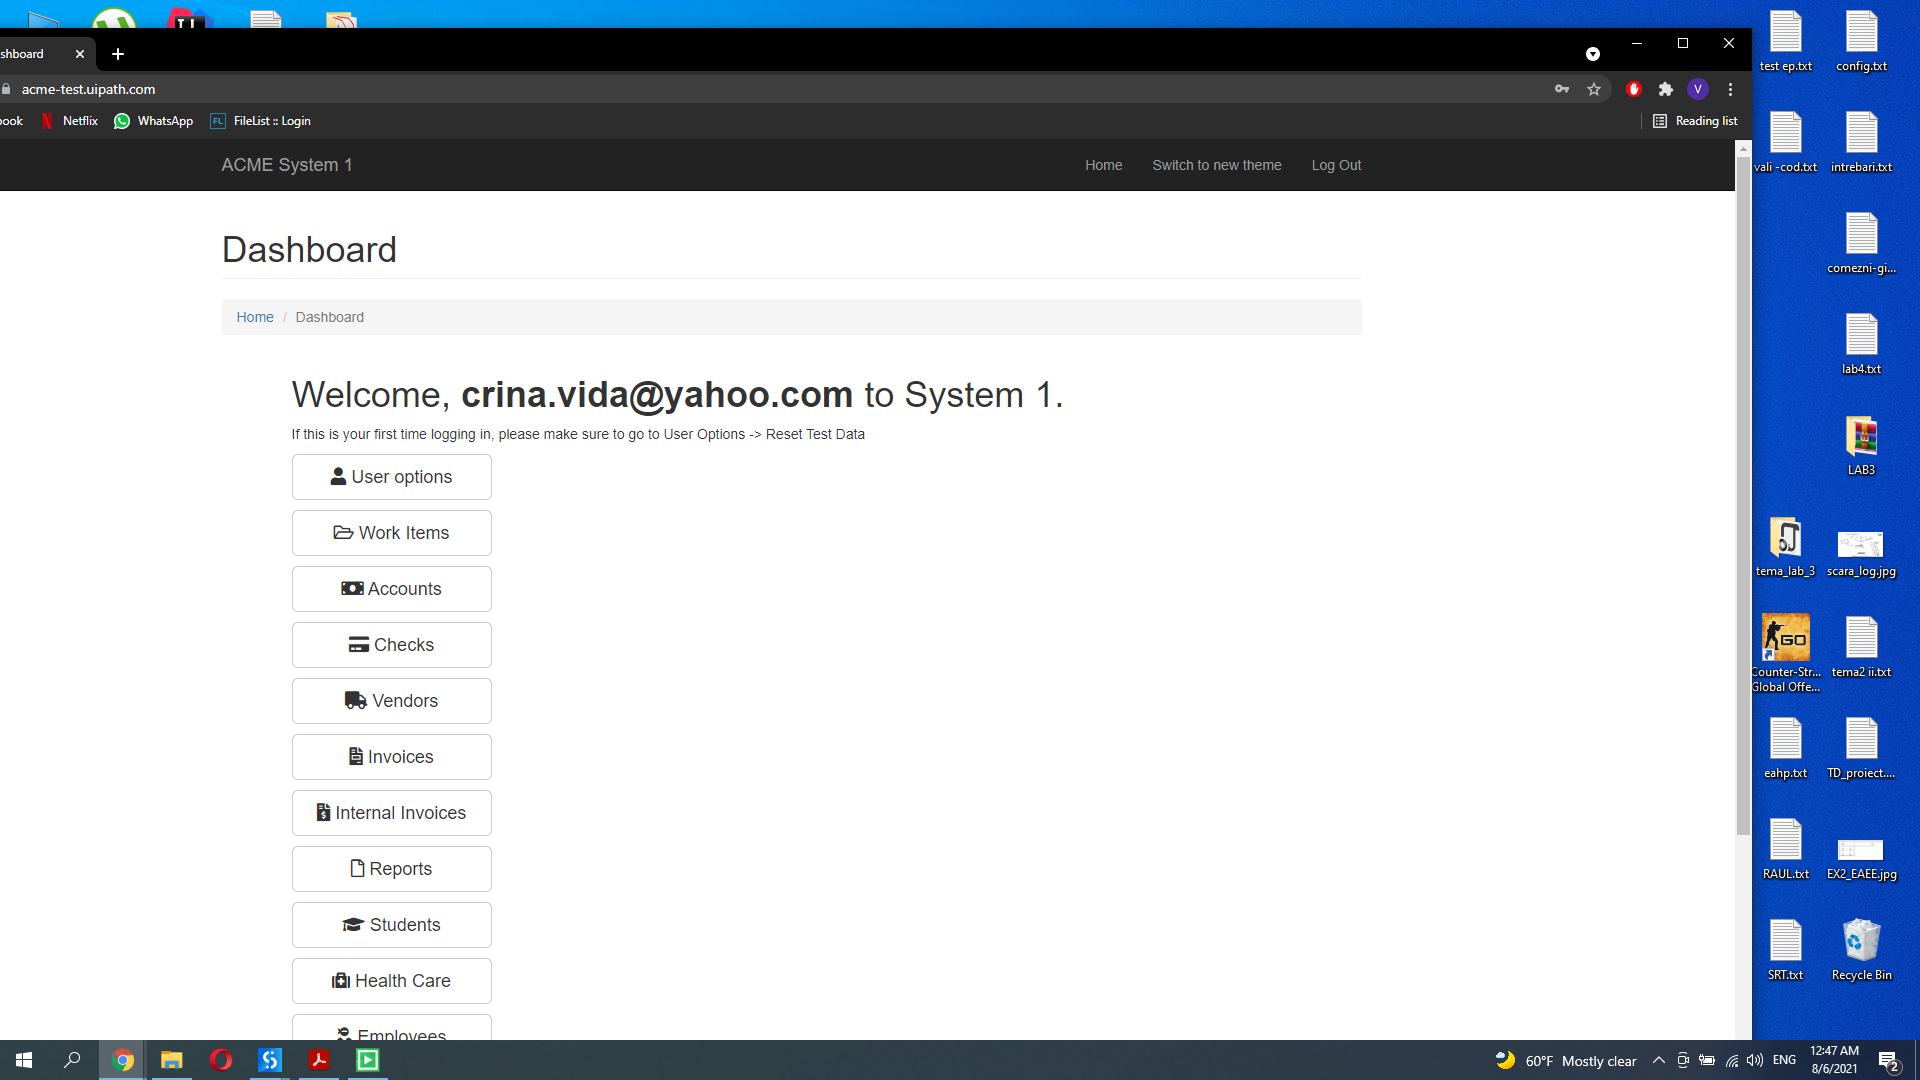 shboard
acme-test.uipath.com
V
ook
Netflix
WhatsApp
FL
FileList :: Login
Reading list
ACME System 1
Home
Switch to new theme
Log Out
Dashboard
Home / Dashboard
Welcome, crina.vida@yahoo.com to System 1.
If this is your first time logging in, please make sure to go to User Options -> Reset Test Data
User options
Work Items
Accounts
Checks
Vendors
Invoices
Internal Invoices
Reports
Students
Health Care
Employees
test ep.txt
config.txt
vali -cod.txt
intrebari.txt
comezni-gi...
lab4.txt
LAB3
tema_lab_3
scara_log.jpg
GO
Counter-Str...
Global Offe...
tema2 ii.txt
eahp.txt
TD_proiect....
RAUL.txt
EX2_EAEE.jpg
SRT.txt
Recycle Bin
60°F Mostly clear
ENG
12:47 AM
8/6/2021
2